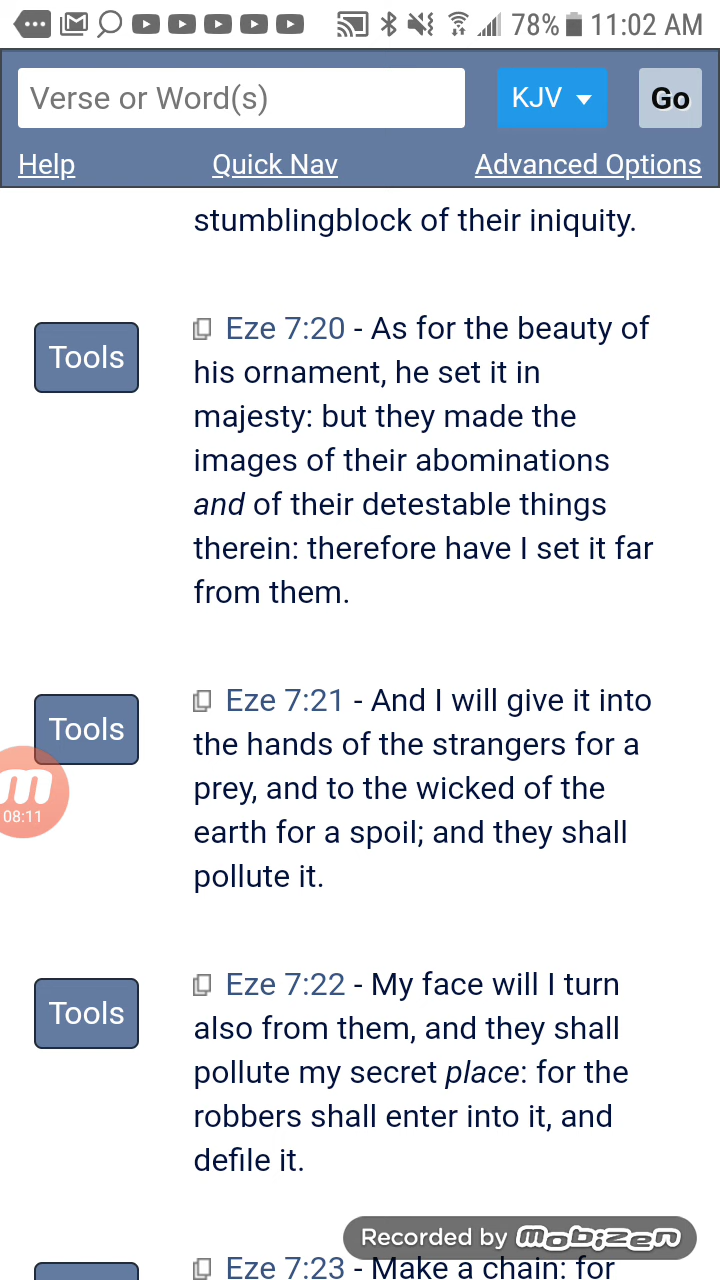 78% 11:02 AM
Verse or Word(s) KJV Go
Help Quick Nav Advanced Options
stumblingblock of their iniquity.
Tools
Eze 7:20 - As for the beauty of
his ornament, he set it in
majesty: but they made the
images of their abominations
and of their detestable things
therein: therefore have I set it far
from them.
Tools
Eze 7:21 - And I will give it into
the hands of the strangers for a
prey, and to the wicked of the
earth for a spoil; and they shall
pollute it.
m
08:11
Tools
Eze 7:22 - My face will I turn
also from them, and they shall
pollute my secret place: for the
robbers shall enter into it, and
defile it.
Recorded by mobizen
Eze 7:23 - Make a chain: for